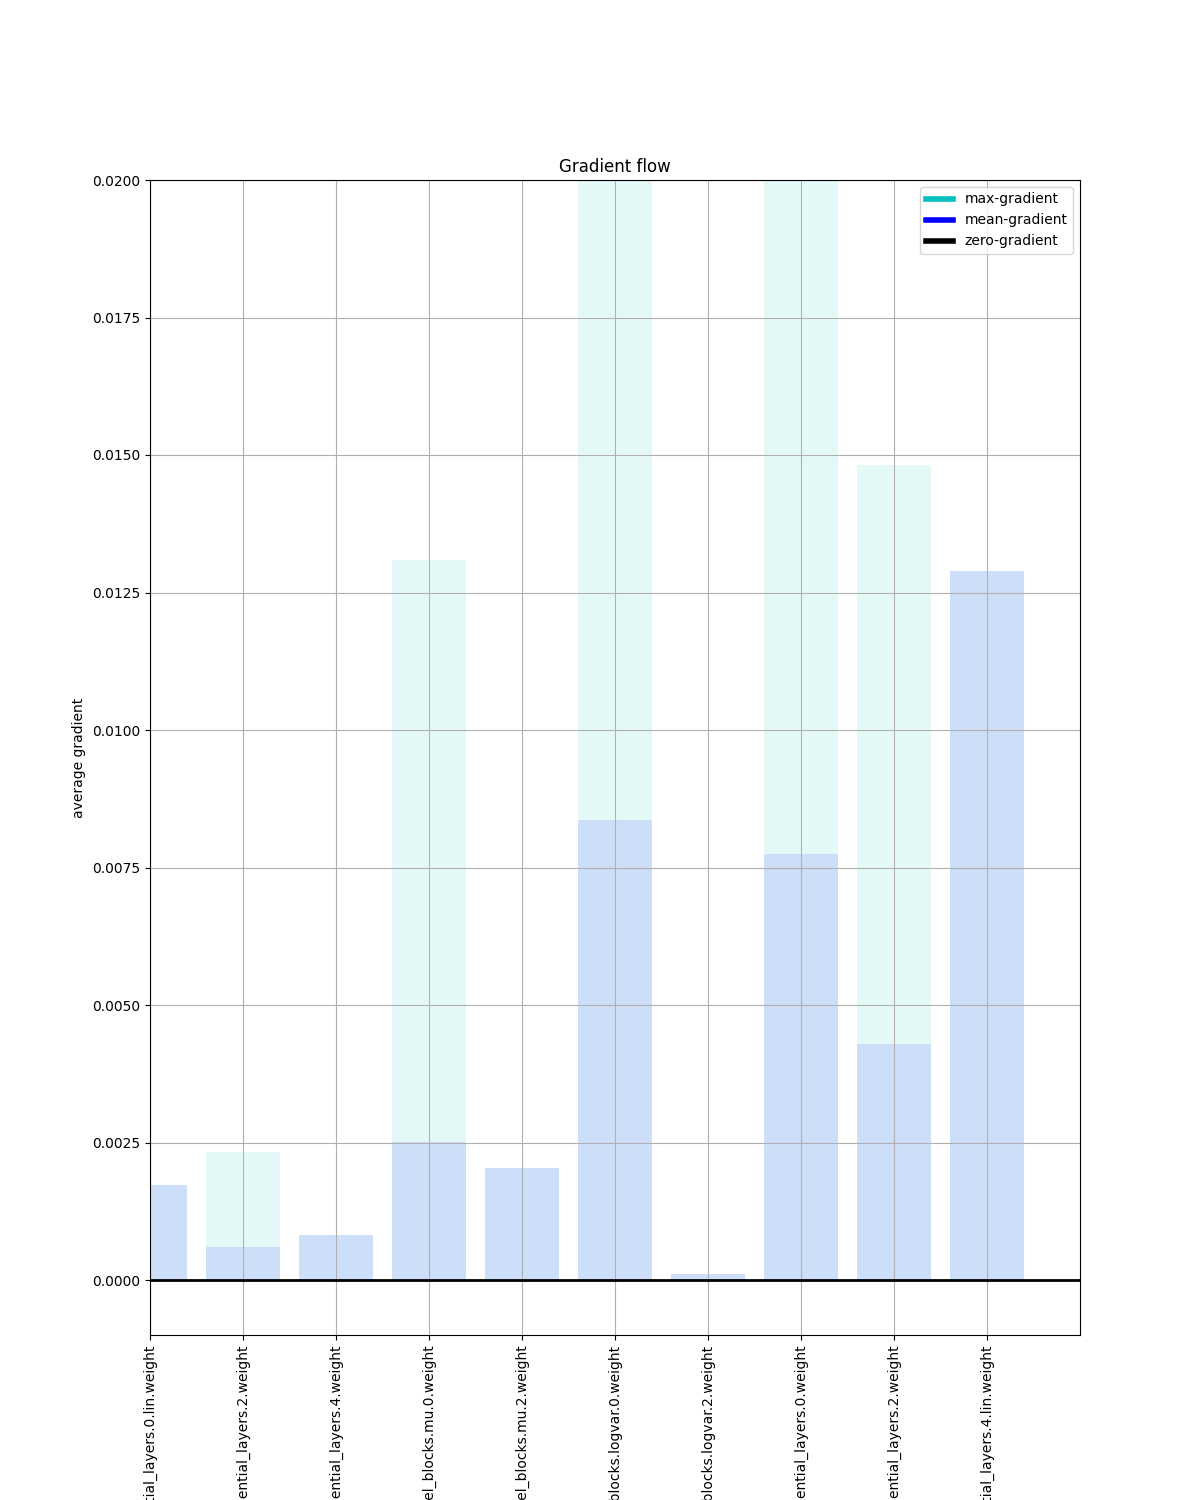 Gradient flow
max-gradient
mean-gradient
zero-gradient
0.0200
0.0175
0.0150
0.0125
0.0100
0.0075
0.0050
0.0025
0.0000
average gradient
tial_layers.0.lin.weight
ential_layers.2.weight
ential_layers.4.weight
el_blocks.mu.0.weight
el_blocks.mu.2.weight
blocks.logvar.0.weight
blocks.logvar.2.weight
ential_layers.0.weight
ential_layers.2.weight
tial_layers.4.lin.weight